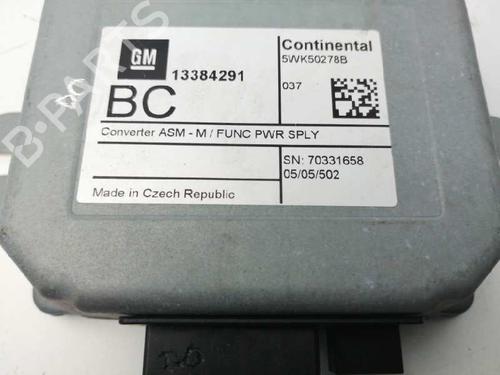 GM
13384291
BC
Continental
5WK50278B
037
Converter ASM - M / FUNC PWR SPLY
SN: 70331658
05/05/502
Made in Czech Republic
B-PARTS